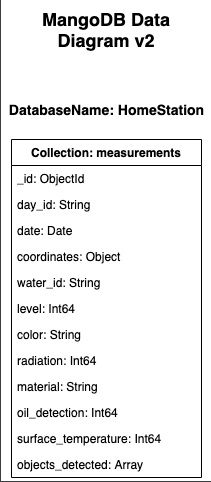 MangoDB Data
Diagram v2
DatabaseName: HomeStation
Collection: measurements
_id: ObjectId
day_id: String
date: Date
coordinates: Object
water_id: String
level: Int64
color: String
radiation: Int64
material: String
oil_detection: Int64
surface_temperature: Int64
objects_detected: Array